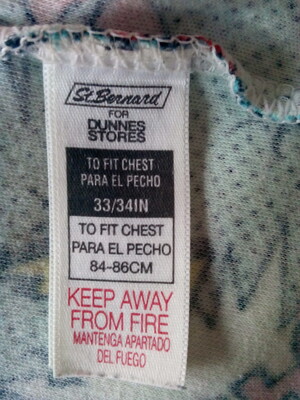 St. Bernard
FOR
DUNNES
STORES
TO FIT CHEST
PARA EL PECHO
33/34IN
TO FIT CHEST
PARA EL PECHO
84-86CM
KEEP AWAY
FROM FIRE
MANTENGA APARTADO
DEL FUEGO